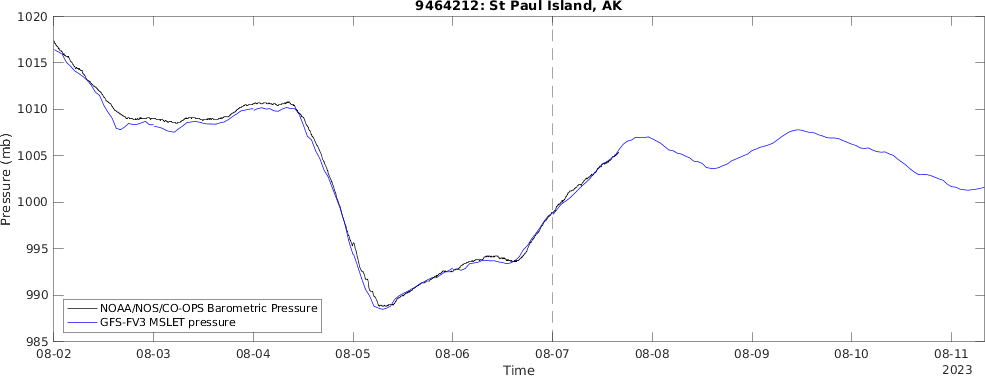 9464212: St Paul Island, AK
1020
1015
1010
1005
1000
995
990
985
Pressure (mb)
NOAA/NOS/CO-OPS Barometric Pressure
GFS-FV3 MSLET pressure
08-02 08-03 08-04 08-05 08-06 08-07 08-08 08-09 08-10 08-11
Time
2023